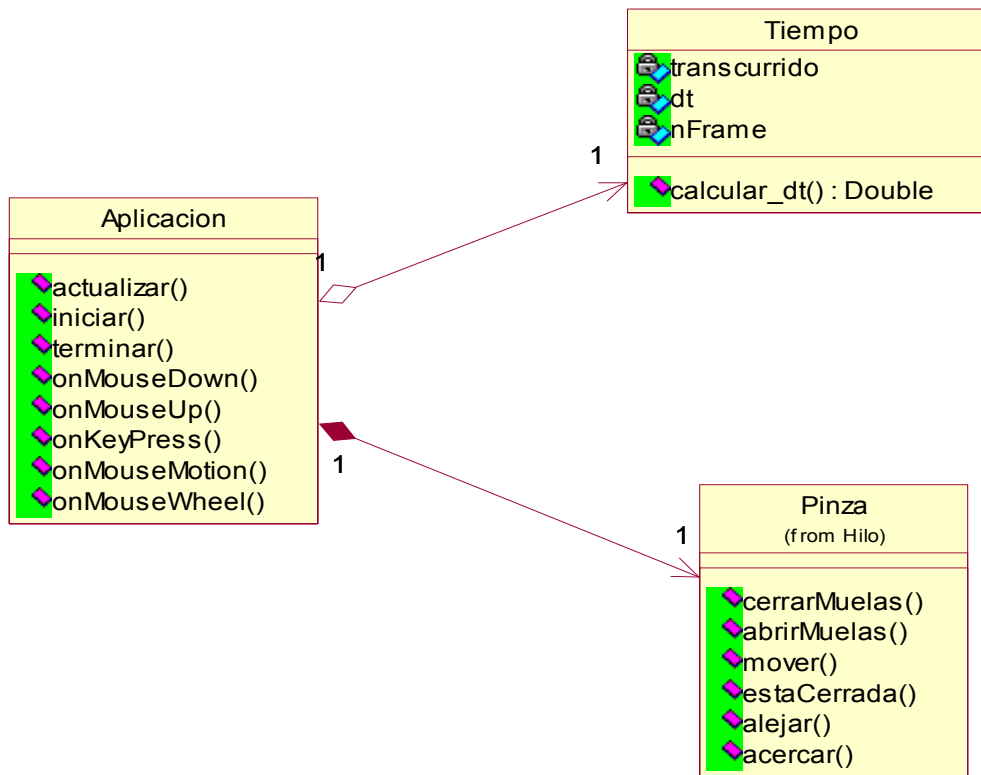 Tiempo
transcurrido
dt
nFrame
calcular_dt() : Double
1
Aplicacion
1
actualizar()
iniciar()
terminar()
onMouseDown()
onMouseUp()
onKeyPress()
onMouseMotion()
onMouseWheel()
1
1
Pinza
(from Hilo)
cerrarMuelas()
abrirMuelas()
mover()
estaCerrada()
alejar()
acercar()